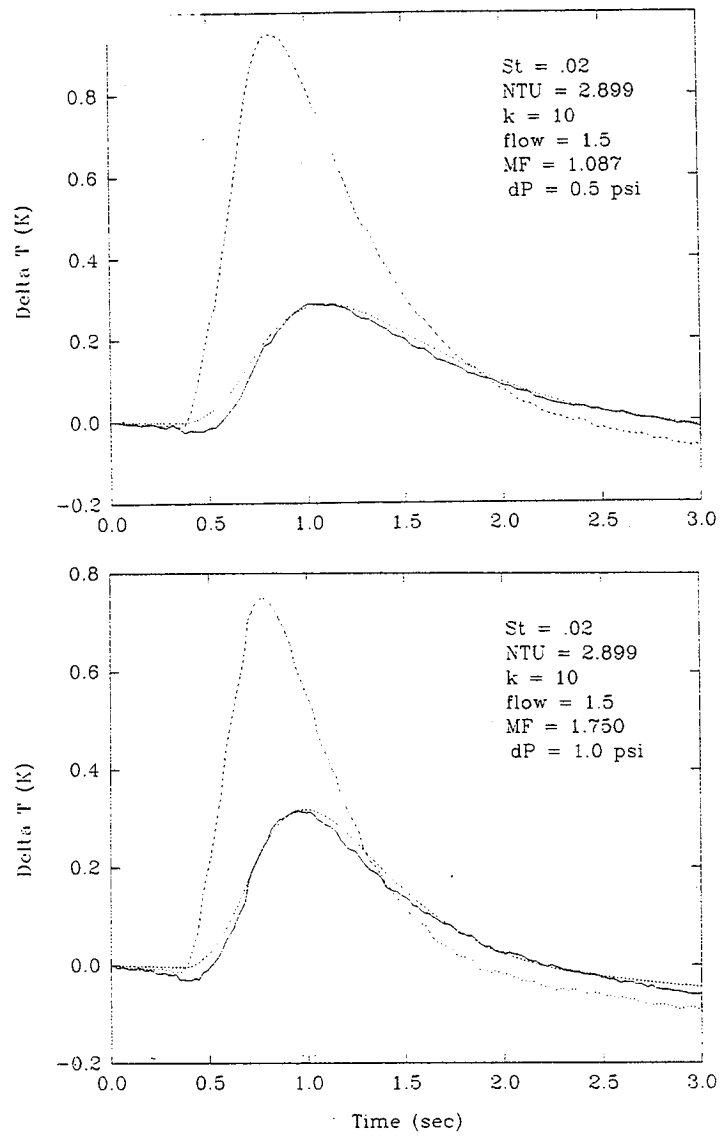 St = .02
NTU = 2.899
k = 10
flow = 1.5
MF = 1.087
dP = 0.5 psi
Delta T (K)
0.8
0.6
0.4
0.2
0.0
−0.2
0.0 0.5 1.0 1.5 2.0 2.5 3.0
St = .02
NTU = 2.899
k = 10
flow = 1.5
MF = 1.750
dP = 1.0 psi
Delta T (K)
0.8
0.6
0.4
0.2
0.0
−0.2
0.0 0.5 1.0 1.5 2.0 2.5 3.0
Time (sec)